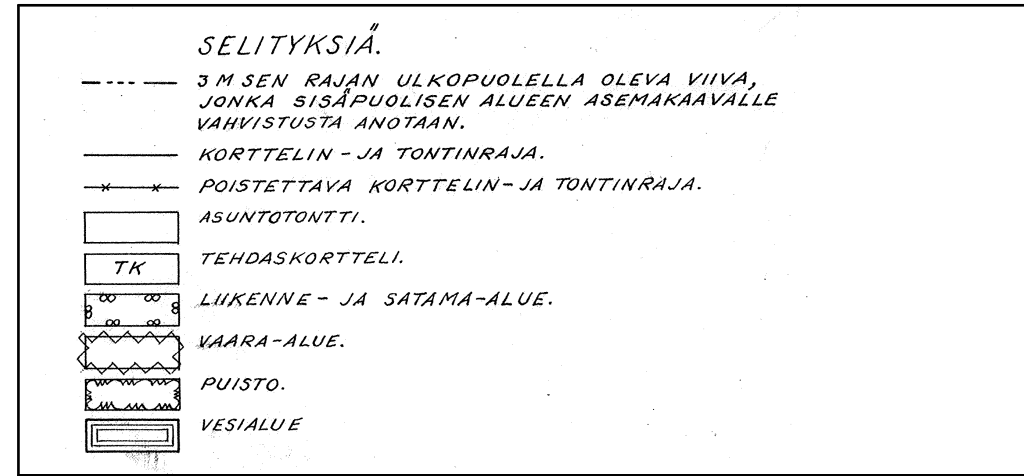 SELITYKSIÄ.
3 M SEN RAJAN ULKOPUOLELLA OLEVA VIIVA,
JONKA SISÄPUOLISEN ALUEEN ASEMAKAAVALLE
VAHVISTUSTA ANOTAAN.
KORTTELIN - JA TONTINRAJA.
POISTETTAVA KORTTELIN - JA TONTINRAJA.
ASUNTOTONTTI.
TK TEHDASKORTTELI.
LIIKENNE - JA SATAMA-ALUE.
VAARA-ALUE.
PUISTO.
VESIALUE